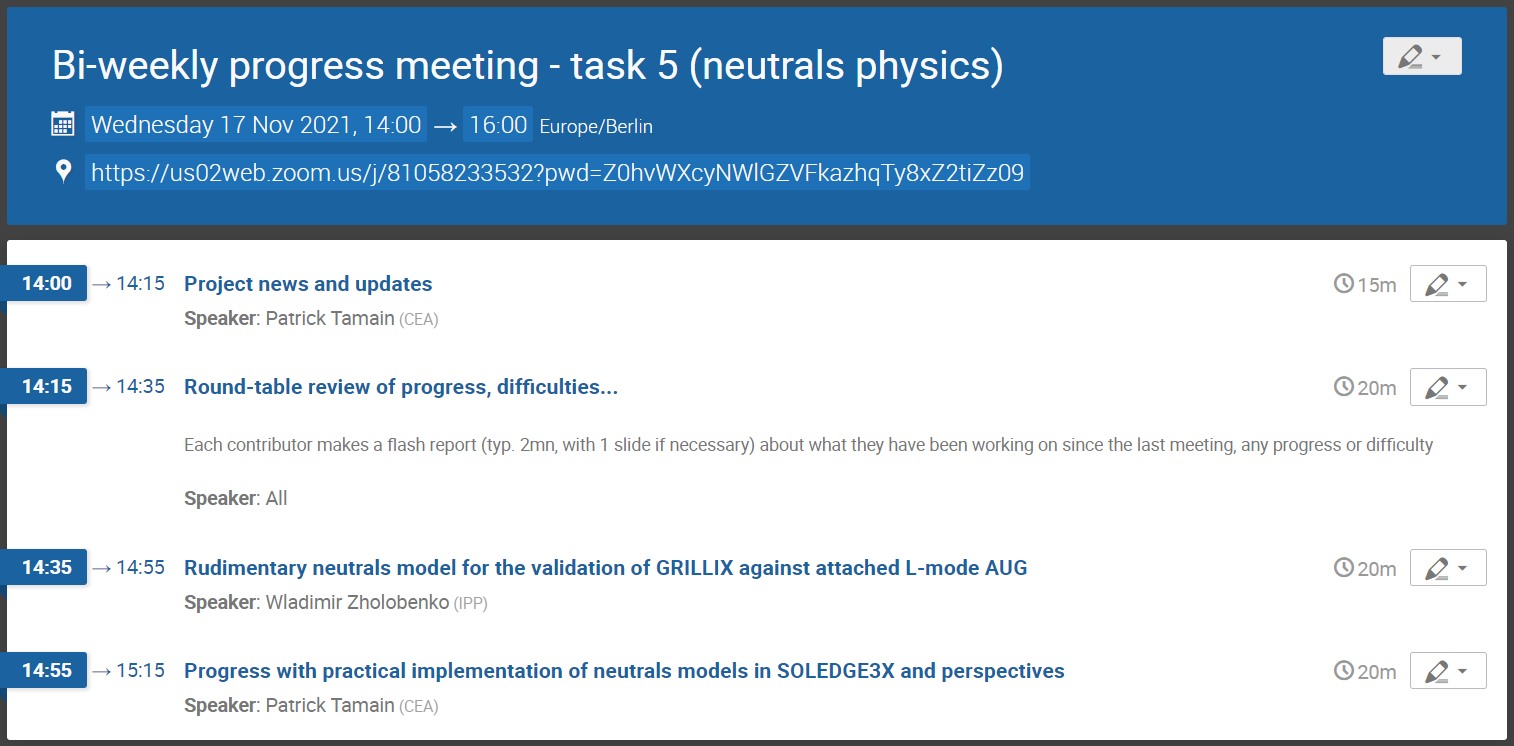 Bi-weekly progress meeting - task 5 (neutrals physics)
Wednesday 17 Nov 2021, 14:00 → 16:00 Europe/Berlin
https://us02web.zoom.us/j/81058233532?pwd=Z0hvWXcyNWlGZVFkazhqTy8xZ2tiZz09
14:00 → 14:15 Project news and updates 15m
Speaker: Patrick Tamain (CEA)
14:15 → 14:35 Round-table review of progress, difficulties... 20m
Each contributor makes a flash report (typ. 2mn, with 1 slide if necessary) about what they have been working on since the last meeting, any progress or difficulty
Speaker: All
14:35 → 14:55 Rudimentary neutrals model for the validation of GRILLIX against attached L-mode AUG 20m
Speaker: Wladimir Zholobenko (IPP)
14:55 → 15:15 Progress with practical implementation of neutrals models in SOLEDGE3X and perspectives 20m
Speaker: Patrick Tamain (CEA)